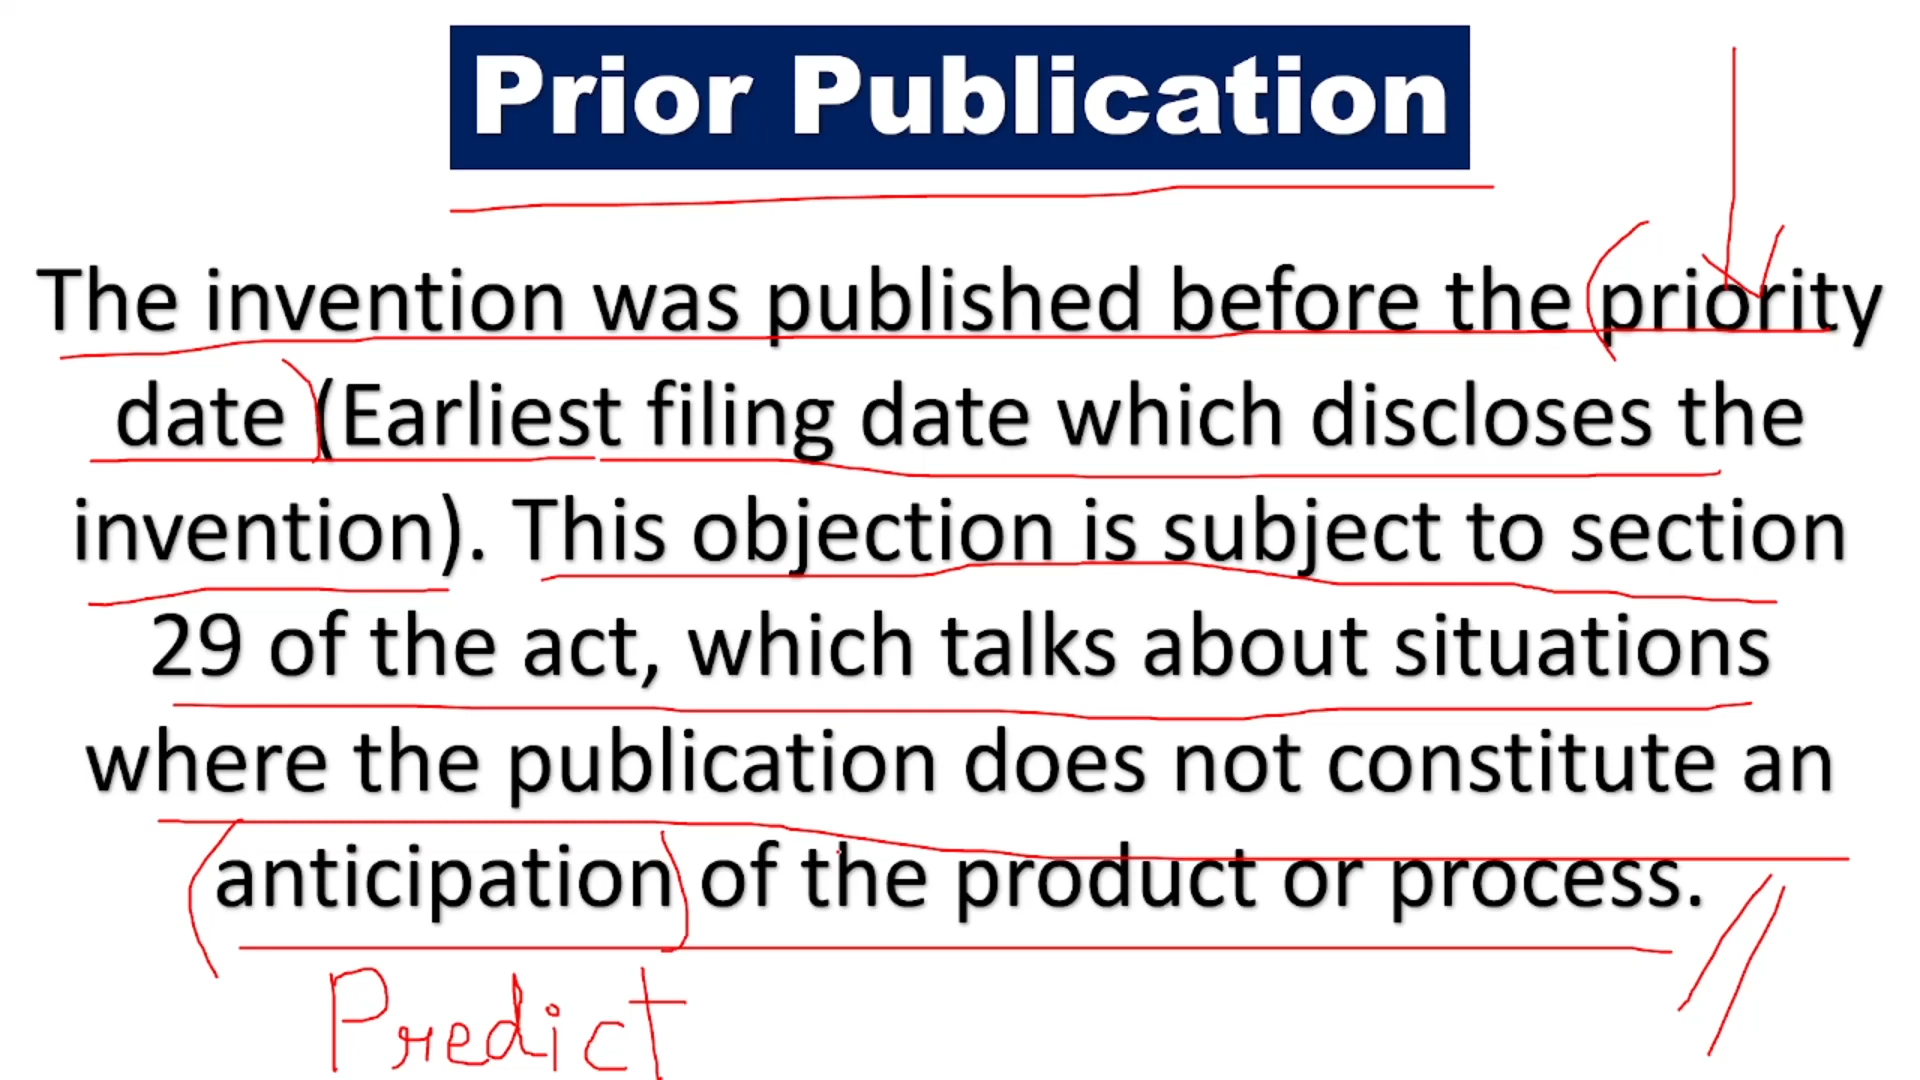 Prior Publication
The invention was published before the priority
date (Earliest filing date which discloses the
invention). This objection is subject to section
29 of the act, which talks about situations
where the publication does not constitute an
anticipation of the product or process.
Predict